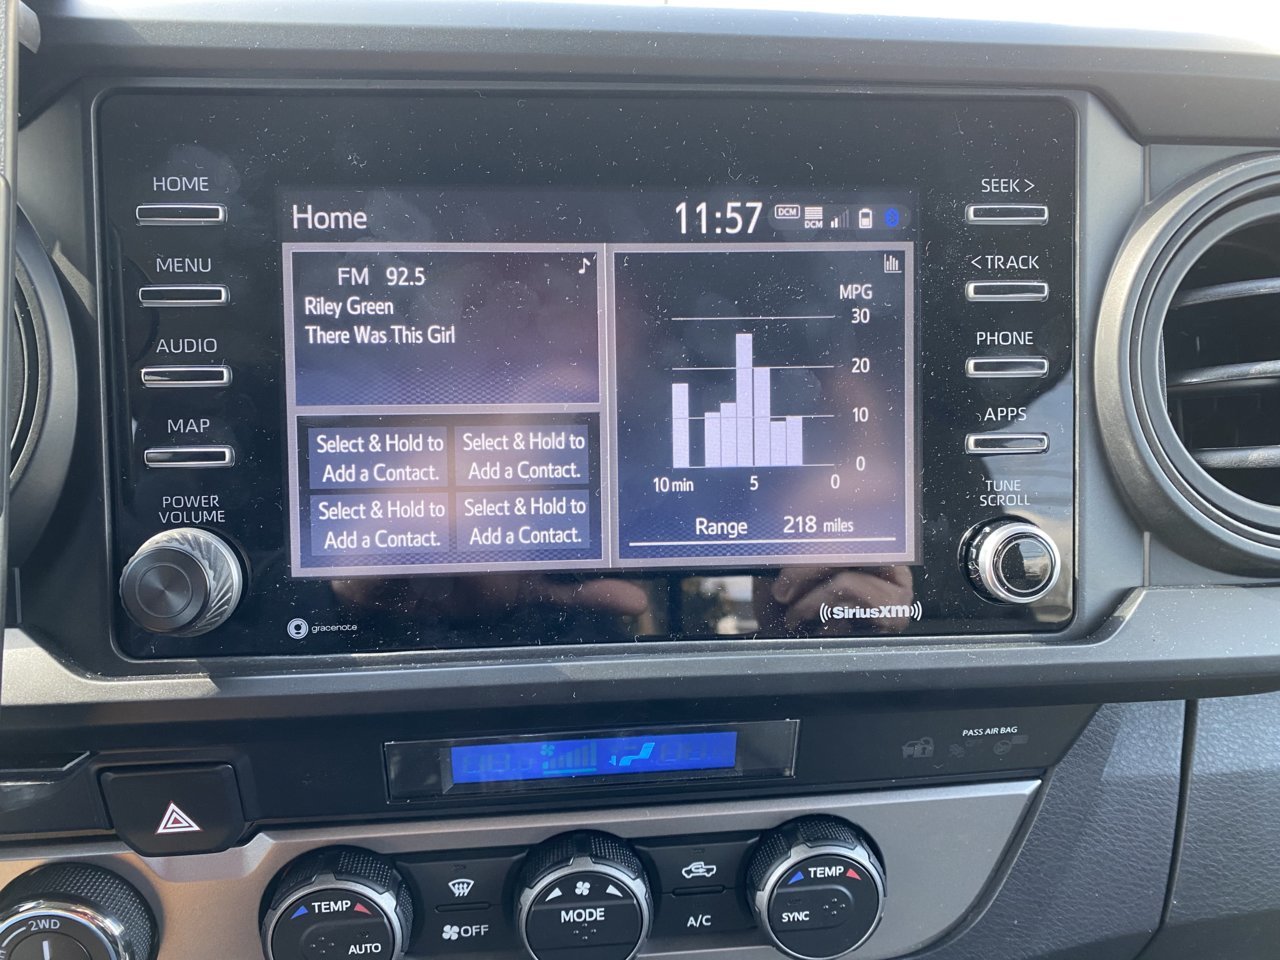 HOME
MENU
AUDIO
MAP
POWER
VOLUME
gracenote
Home
11:57
DCM
DCM
FM 92.5
Riley Green
There Was This Girl
Select & Hold to
Add a Contact.
Select & Hold to
Add a Contact.
Select & Hold to
Add a Contact.
Select & Hold to
Add a Contact.
MPG
30
20
10
0
10 min 5 0
Range 218 miles
SEEK >
< TRACK
PHONE
APPS
TUNE
SCROLL
SiriusXM
PASS AIR BAG
2WD
TEMP
AUTO
OFF
MODE
A/C
TEMP
SYNC